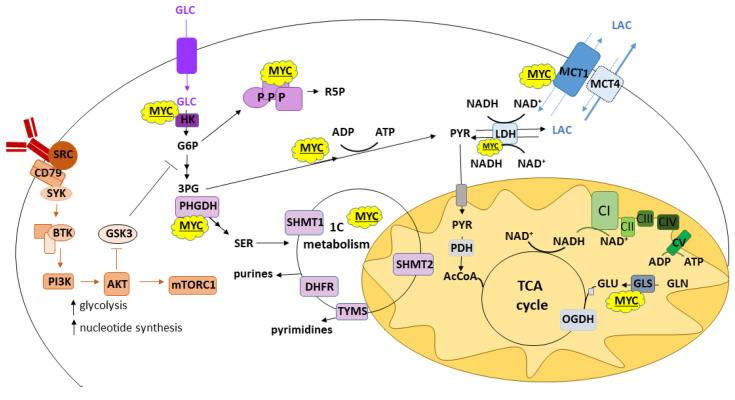 GLC
GLC
MYC
HK
G6P
MYC
P P P
R5P
3PG
PHGDH
MYC
SER
MYC
ADP
ATP
PYR
NADH
NAD⁺
LDH
MYC
NADH
NAD⁺
LAC
LAC
MYC
MCT1
MCT4
SRC
CD79
SYK
BTK
PI3K
AKT
mTORC1
GSK3
glycolysis
nucleotide synthesis
SHMT1
1C
metabolism
MYC
SHMT2
DHFR
TYMS
purines
pyrimidines
PYR
PDH
AcCoA
NAD⁺
NADH
NAD⁺
CI
CII
CIII
CIV
CV
ADP
ATP
TCA
cycle
OGDH
GLU
GLS
GLN
MYC